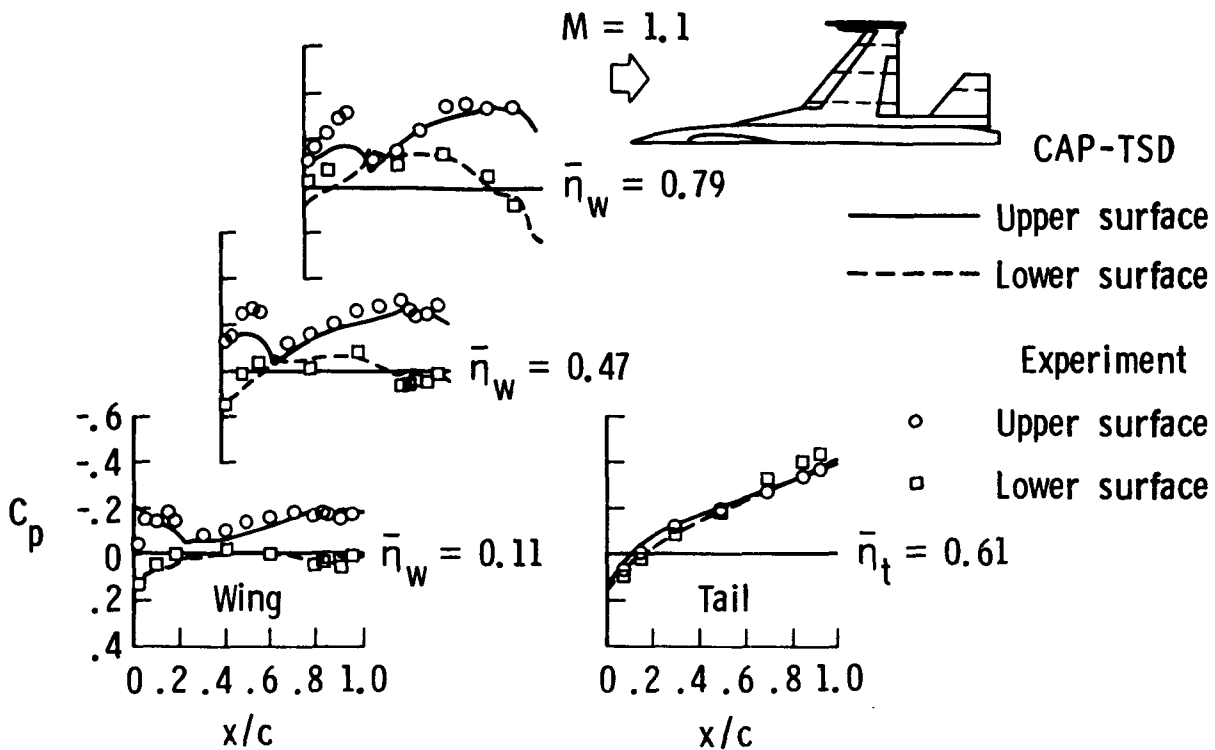 M = 1.1
CAP-TSD
Upper surface
Lower surface
Experiment
Upper surface
Lower surface
η̄w = 0.79
η̄w = 0.47
η̄w = 0.11
η̄t = 0.61
Cp
-.6
-.4
-.2
0
.2
.4
Wing
Tail
0 .2 .4 .6 .8 1.0
0 .2 .4 .6 .8 1.0
x/c
x/c